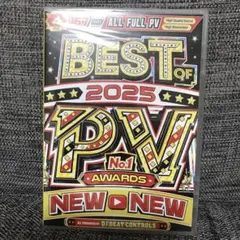 ALL FULL PV
BEST OF
2025
PV
No.1
AWARDS
NEW NEW
DJ BEAT CONTROLS